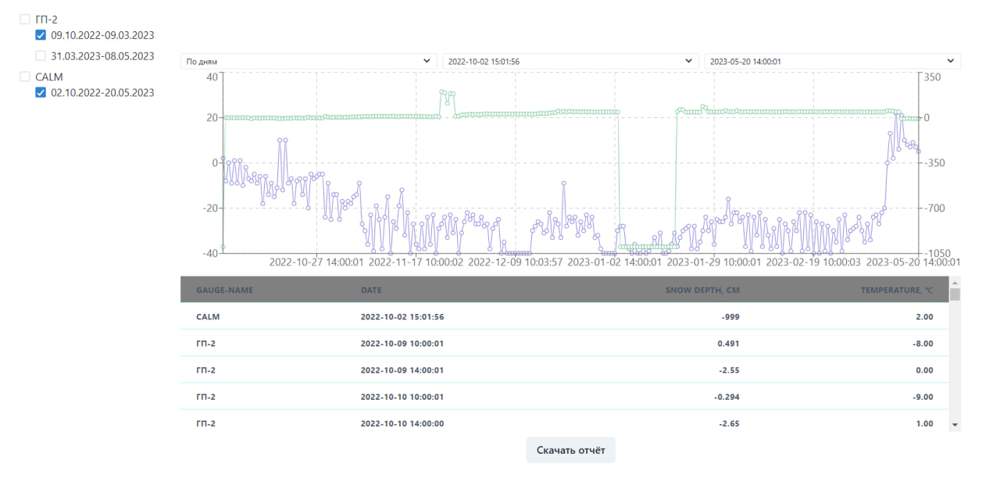 ГП-2
09.10.2022-09.03.2023
31.03.2023-08.05.2023
CALM
02.10.2022-20.05.2023
По дням
2022-10-02 15:01:56
2023-05-20 14:00:01
40
20
0
-20
-40
350
0
-350
-700
-1050
2022-10-27 14:00:01 2022-11-17 10:00:02 2022-12-09 10:03:57 2023-01-02 14:00:01 2023-01-29 10:00:01 2023-02-19 10:00:03 2023-05-20 14:00:01
GAUGE-NAME DATE SNOW DEPTH, CM TEMPERATURE, °C
CALM 2022-10-02 15:01:56 -999 2.00
ГП-2 2022-10-09 10:00:01 0.491 -8.00
ГП-2 2022-10-09 14:00:01 -2.55 0.00
ГП-2 2022-10-10 10:00:01 -0.294 -9.00
ГП-2 2022-10-10 14:00:00 -2.65 1.00
Скачать отчёт